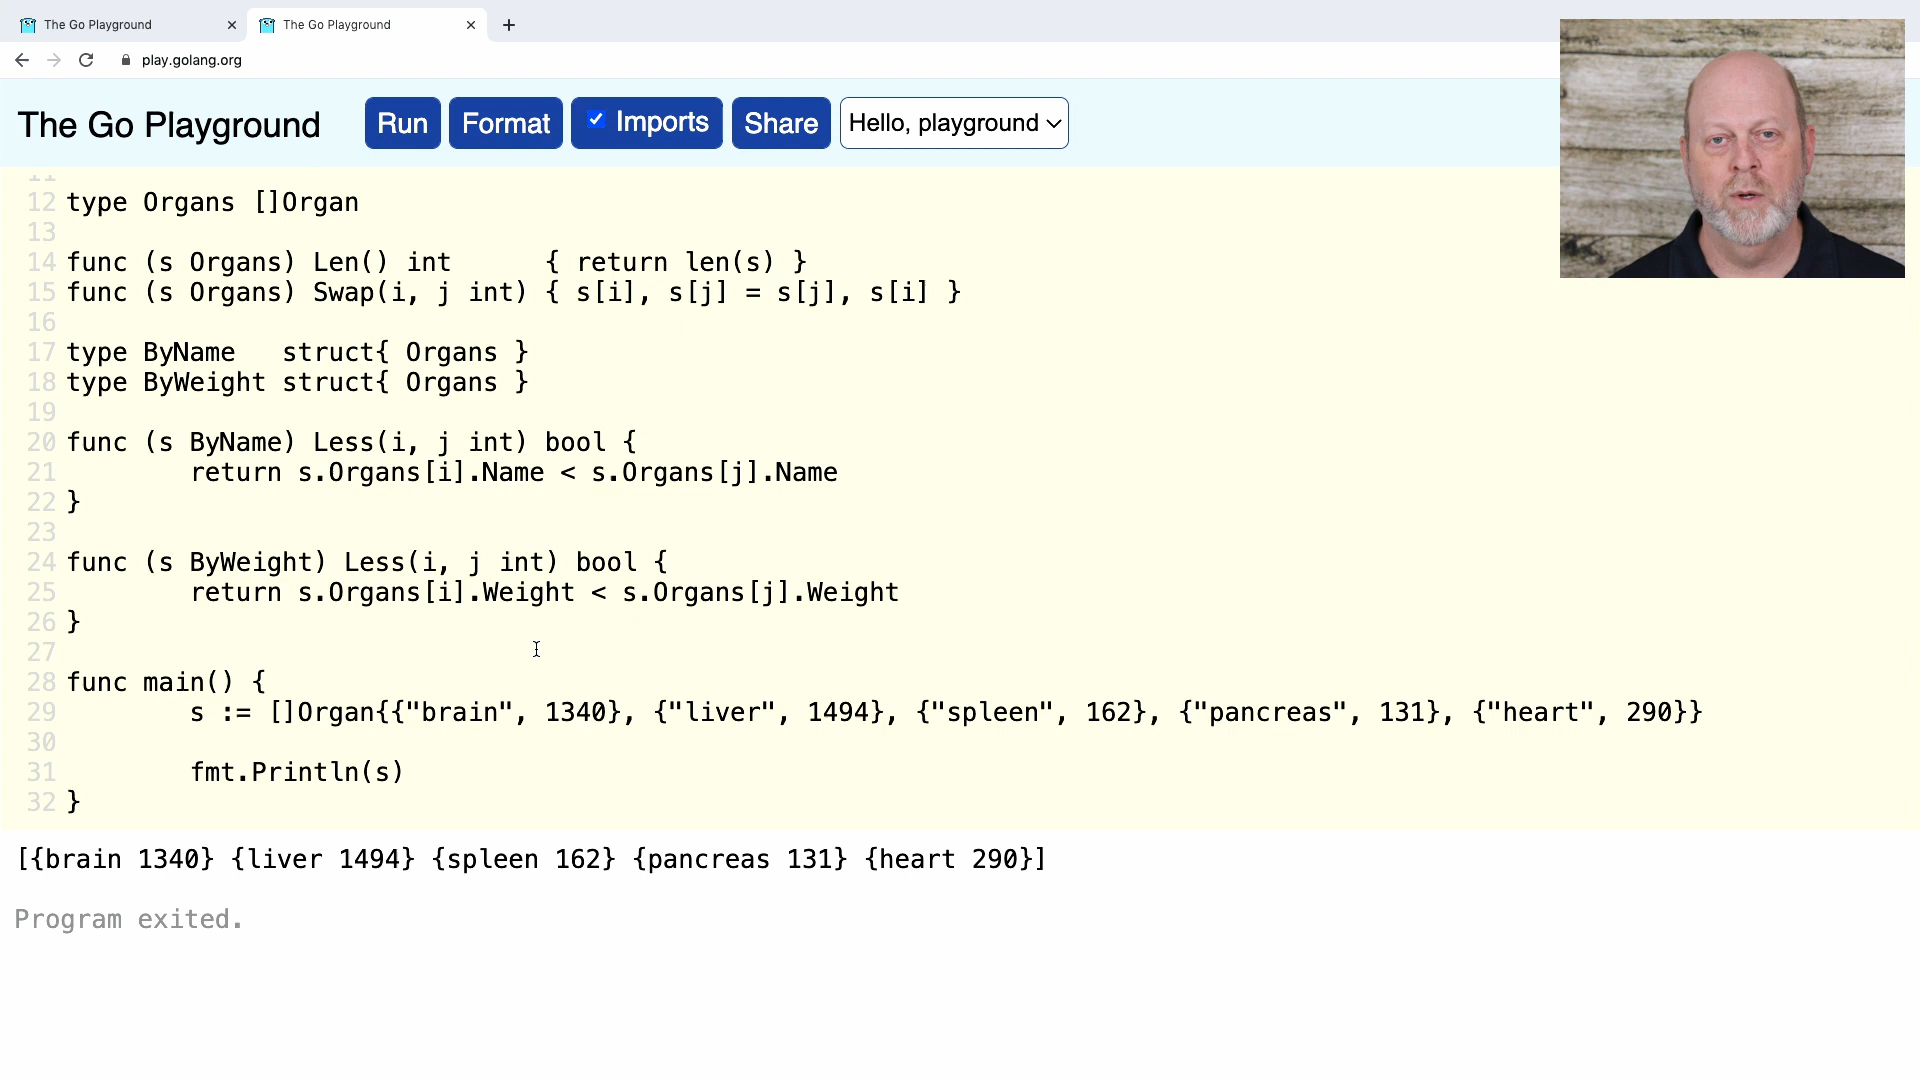 The Go Playground
The Go Playground
play.golang.org
The Go Playground
Run
Format
Imports
Share
Hello, playground
11
12 type Organs []Organ
13
14 func (s Organs) Len() int      { return len(s) }
15 func (s Organs) Swap(i, j int) { s[i], s[j] = s[j], s[i] }
16
17 type ByName   struct{ Organs }
18 type ByWeight struct{ Organs }
19
20 func (s ByName) Less(i, j int) bool {
21         return s.Organs[i].Name < s.Organs[j].Name
22 }
23
24 func (s ByWeight) Less(i, j int) bool {
25         return s.Organs[i].Weight < s.Organs[j].Weight
26 }
27
28 func main() {
29         s := []Organ{{"brain", 1340}, {"liver", 1494}, {"spleen", 162}, {"pancreas", 131}, {"heart", 290}}
30
31         fmt.Println(s)
32 }
[{brain 1340} {liver 1494} {spleen 162} {pancreas 131} {heart 290}]
Program exited.